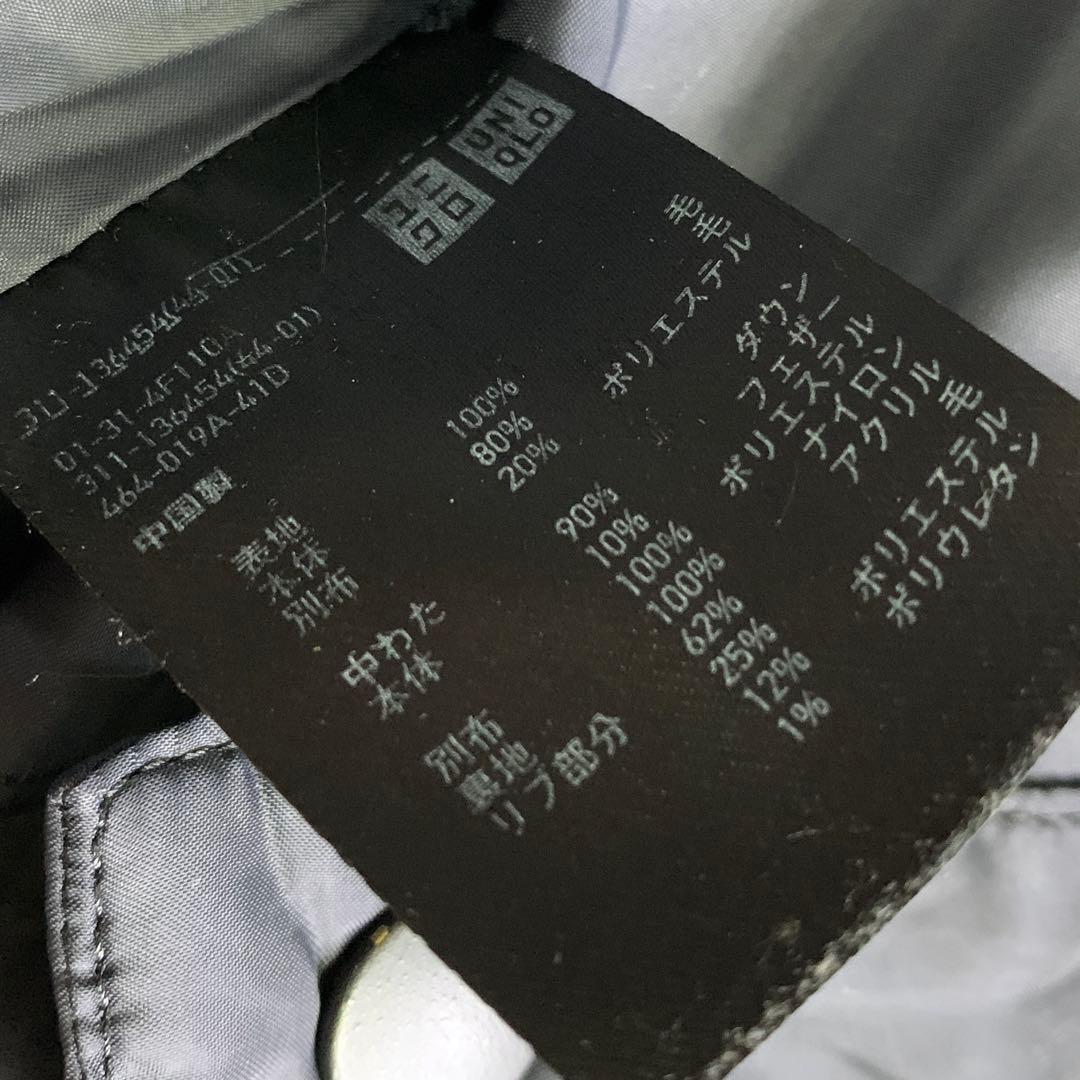 ユニクロ UNIQLO
311-136454(44-01)
01-31-4F110A
311-136454(44-01)
464-019A-41D
中国製
表地
本体 100% 毛
別布 80% 毛
20% ポリエステル
中わた
本体 90% ダウン
10% フェザー
別布 100% ポリエステル
裏地 100% ナイロン
リブ部分 62% アクリル
25% 毛
12% ポリエステル
1% ポリウレタン